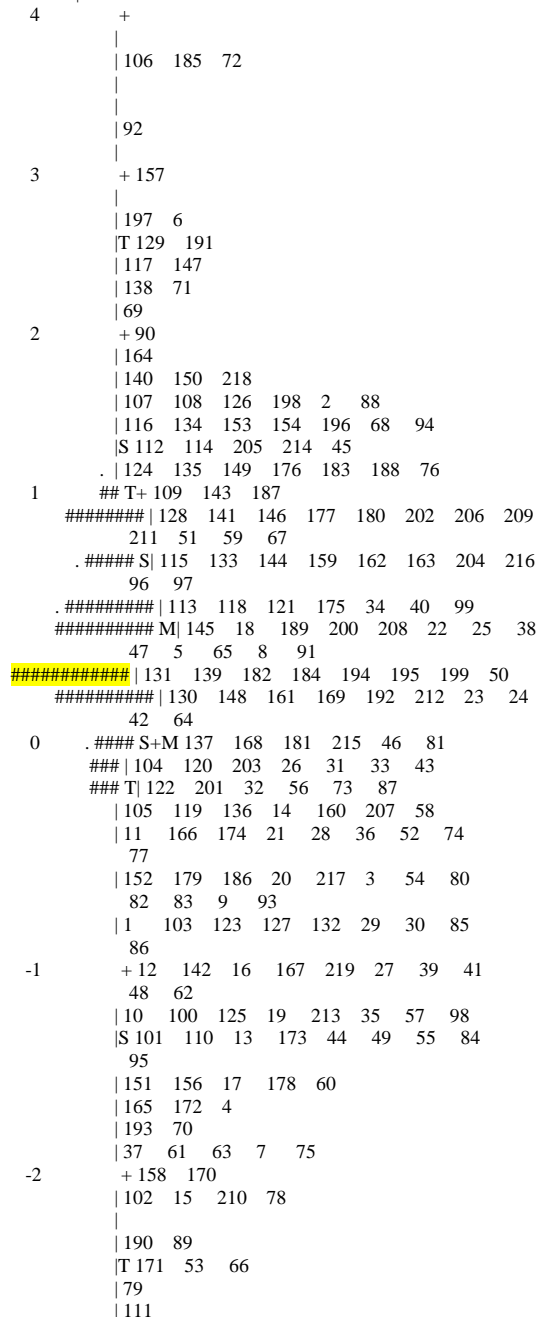 4 +
|
| 106 185 72
|
|
| 92
|
3 + 157
|
| 197 6
|T 129 191
| 117 147
| 138 71
| 69
2 + 90
| 164
| 140 150 218
| 107 108 126 198 2 88
| 116 134 153 154 196 68 94
|S 112 114 205 214 45
. | 124 135 149 176 183 188 76
1 ## T+ 109 143 187
######## | 128 141 146 177 180 202 206 209
211 51 59 67
. ##### S| 115 133 144 159 162 163 204 216
96 97
. ######### | 113 118 121 175 34 40 99
########## M| 145 18 189 200 208 22 25 38
47 5 65 8 91
############ | 131 139 182 184 194 195 199 50
########## | 130 148 161 169 192 212 23 24
42 64
0 . #### S+M 137 168 181 215 46 81
### | 104 120 203 26 31 33 43
### T| 122 201 32 56 73 87
| 105 119 136 14 160 207 58
| 11 166 174 21 28 36 52 74
77
| 152 179 186 20 217 3 54 80
82 83 9 93
| 1 103 123 127 132 29 30 85
86
-1 + 12 142 16 167 219 27 39 41
48 62
| 10 100 125 19 213 35 57 98
|S 101 110 13 173 44 49 55 84
95
| 151 156 17 178 60
| 165 172 4
| 193 70
| 37 61 63 7 75
-2 + 158 170
| 102 15 210 78
|
| 190 89
|T 171 53 66
| 79
| 111